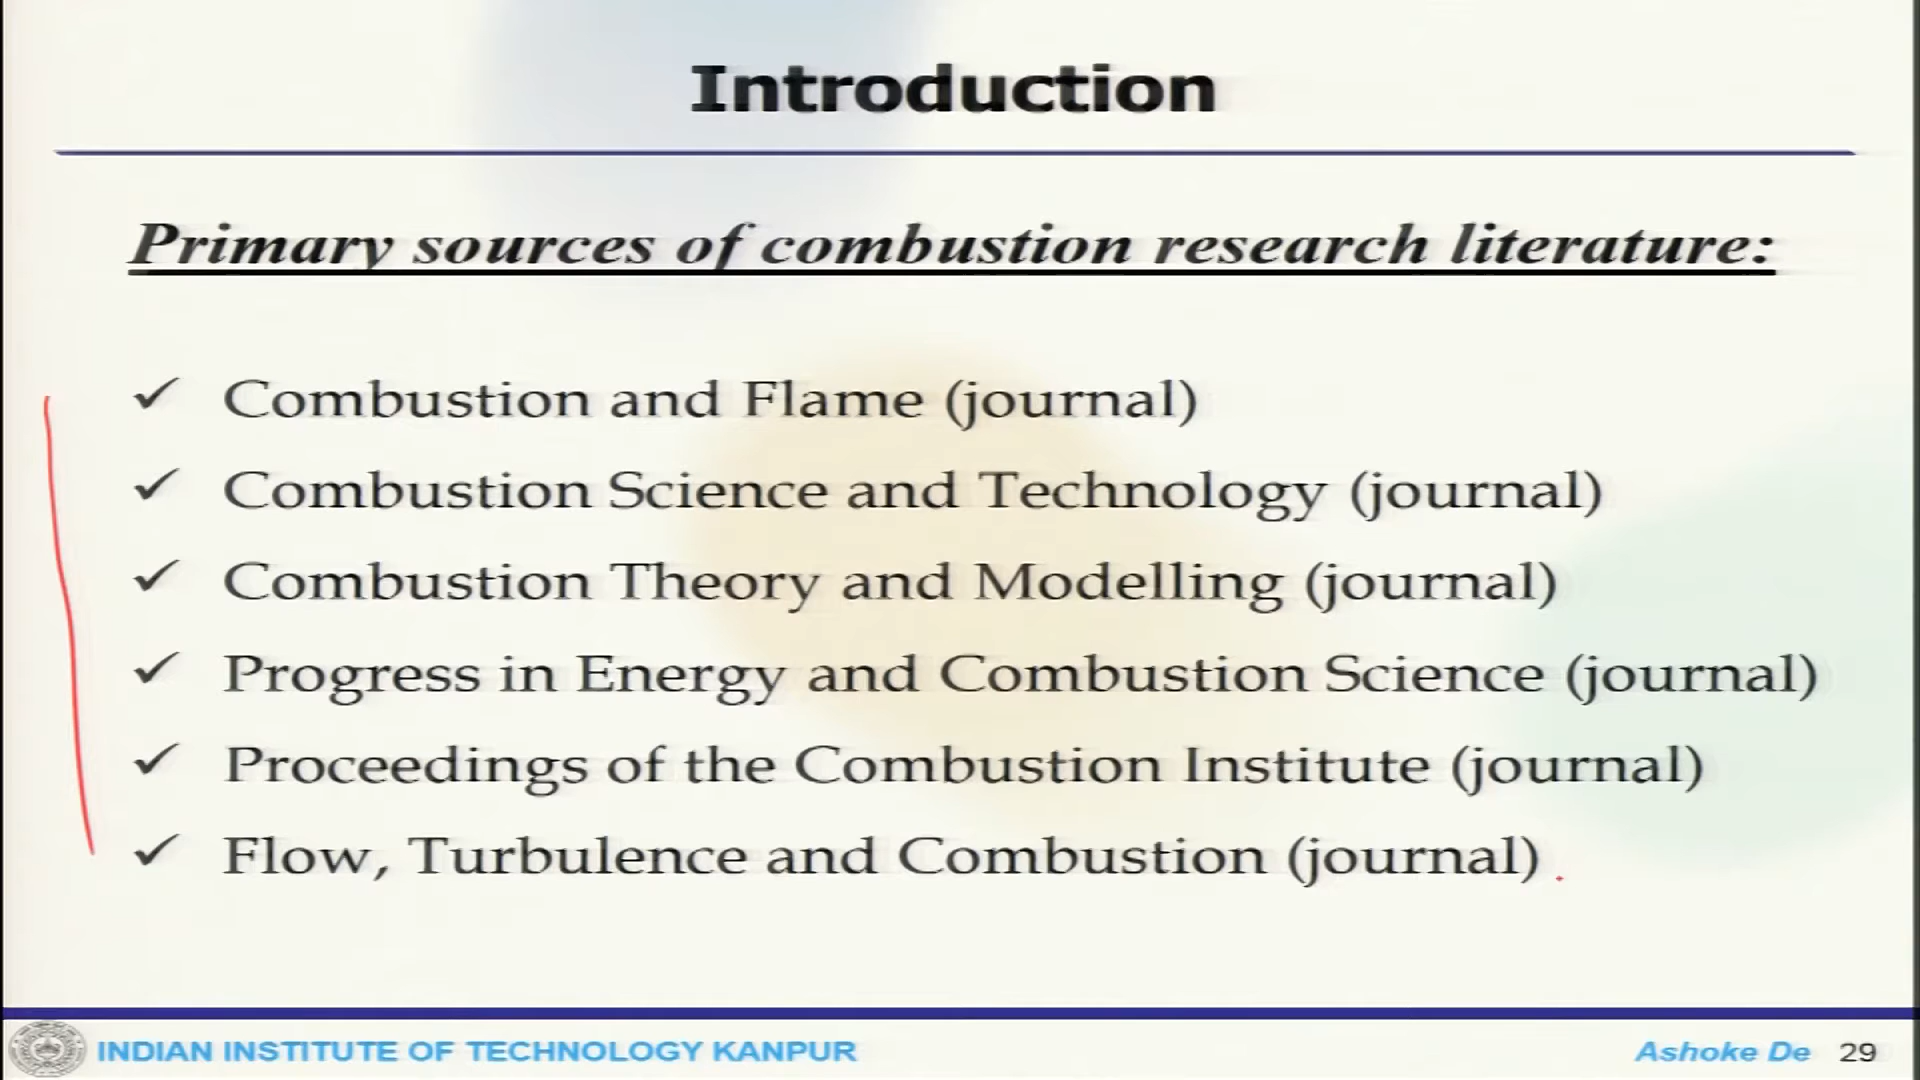 Introduction
Primary sources of combustion research literature:
✓ Combustion and Flame (journal)
✓ Combustion Science and Technology (journal)
✓ Combustion Theory and Modelling (journal)
✓ Progress in Energy and Combustion Science (journal)
✓ Proceedings of the Combustion Institute (journal)
✓ Flow, Turbulence and Combustion (journal)
INDIAN INSTITUTE OF TECHNOLOGY KANPUR
Ashoke De 29